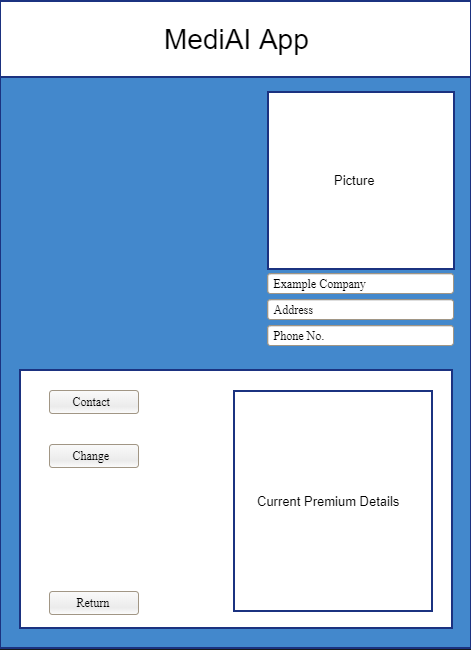 MediAI App
Picture
Example Company
Address
Phone No.
Contact
Change
Current Premium Details
Return